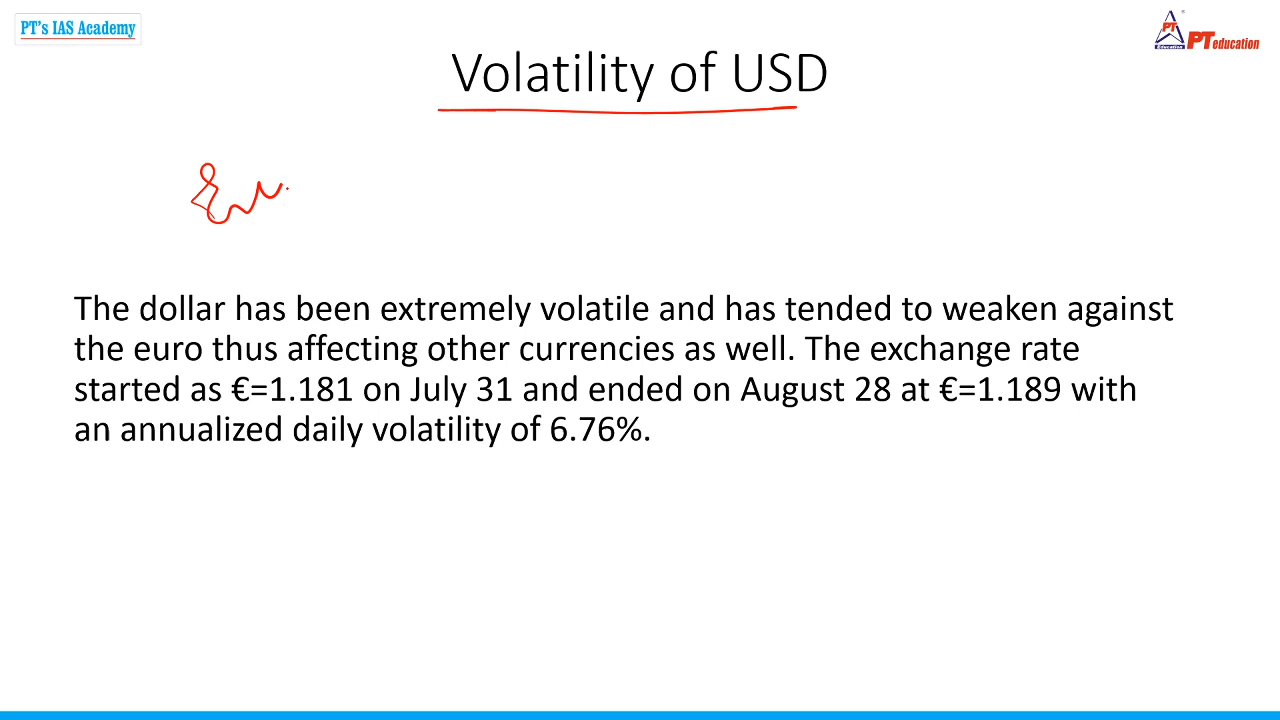 PT's IAS Academy
PT
Education
PT education
Volatility of USD
The dollar has been extremely volatile and has tended to weaken against
the euro thus affecting other currencies as well. The exchange rate
started as €=1.181 on July 31 and ended on August 28 at €=1.189 with
an annualized daily volatility of 6.76%.